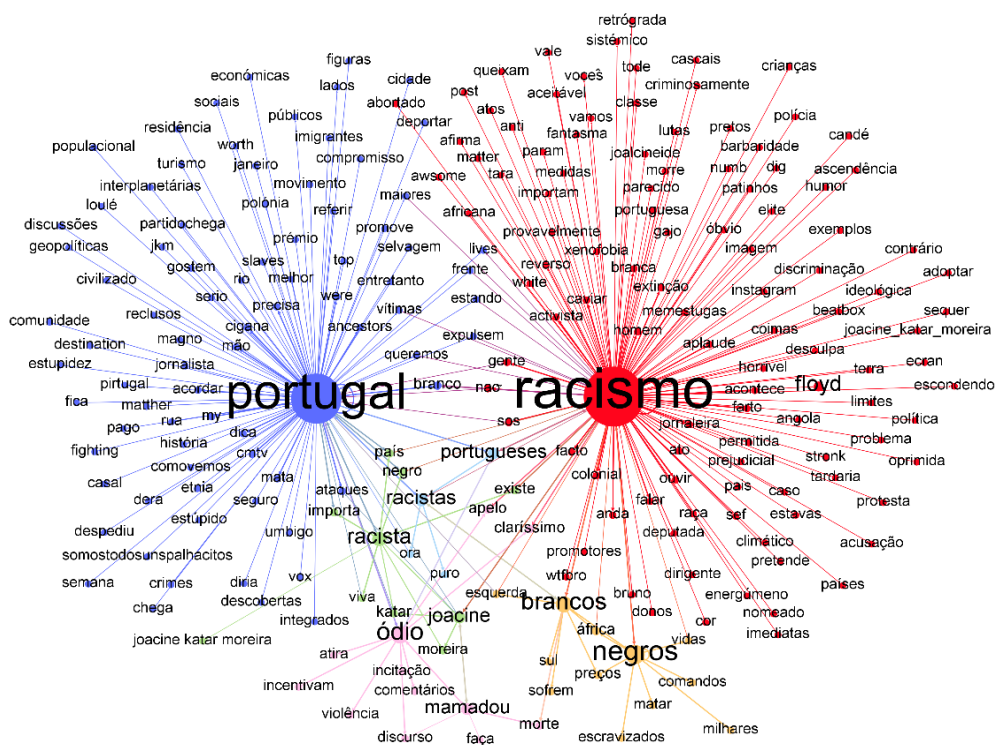 retrógrada
sistémico
figuras
vale
tode
cascais
queixam
vocês
crianças
económicas
lados
cidade
aceitável
criminosamente
post
sociais
abortado
atos
vamos
classe
públicos
deportar
anti
fantasma
lutas
pretos
polícia
residência
worth
imigrantes
afirma
param
joalcineide
barbaridade
candé
populacional
turismo
janeiro
compromisso
matter
medidas
morre
numb
dig
ascendência
interplanetárias
polónia
movimento
maiores
awsome
tara
importam
parecido
patinhos
humor
loulé
referir
africana
portuguesa
elite
discussões
partidochega
prémio
promove
provavelmente
gajo
óbvio
exemplos
geopolíticas
jkm
slaves
top
selvagem
lives
xenofobia
imagem
contrário
gostem
rio
melhor
frente
reverso
branca
discriminação
adoptar
civilizado
serio
were
entretanto
white
extinção
instagram
ideológica
reclusos
precisa
estando
caviar
memestugas
beatbox
sequer
comunidade
cigana
vítimas
activista
coimas
joacine_katar_moreira
destination
magno
mão
ancestors
expulsem
homem
aplaude
desculpa
estupidez
jornalista
queremos
gente
horrível
terra
ecran
pirtugal
acordar
portugal
branco
nao
racismo
acontece
floyd
escondendo
fica
matther
my
limites
pago
rua
dica
sos
jornaleira
farto
angola
política
fighting
história
cmtv
país
portugueses
facto
permitida
problema
comovemos
negro
ato
stronk
casal
mata
ataques
racistas
existe
colonial
ouvir
prejudicial
tardaria
oprimida
dera
etnia
seguro
importa
apelo
falar
pais
caso
protesta
estúpido
racista
clarissímo
anida
raça
sef
estavas
despediu
umbigo
ora
deputada
climático
acusação
somostodosunspalhacitos
puro
promotores
pretende
semana
crimes
diria
vox
esquerda
wtfbro
dirigente
energúmeno
países
chega
descobertas
viva
katar
joacine
brancos
bruno
donos
nomeado
integrados
ódio
áfrica
cor
imediatas
joacine katar moreira
moreira
negros
vidas
atira
sul
incitação
preços
comandos
incentivam
comentários
sofrem
matar
violência
mamadou
morte
milhares
discurso
faça
escravizados